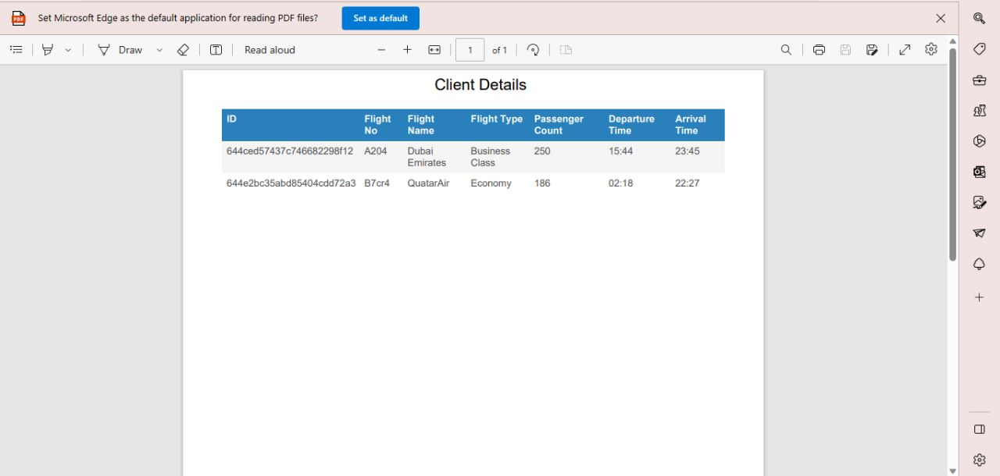 Set Microsoft Edge as the default application for reading PDF files? Set as default
Draw Read aloud 1 of 1
Client Details
ID Flight No Flight Name Flight Type Passenger Count Departure Time Arrival Time
644ced57437c746682298f12 A204 Dubai Emirates Business Class 250 15:44 23:45
644e2bc35abd85404cdd72a3 B7cr4 QuatarAir Economy 186 02:18 22:27